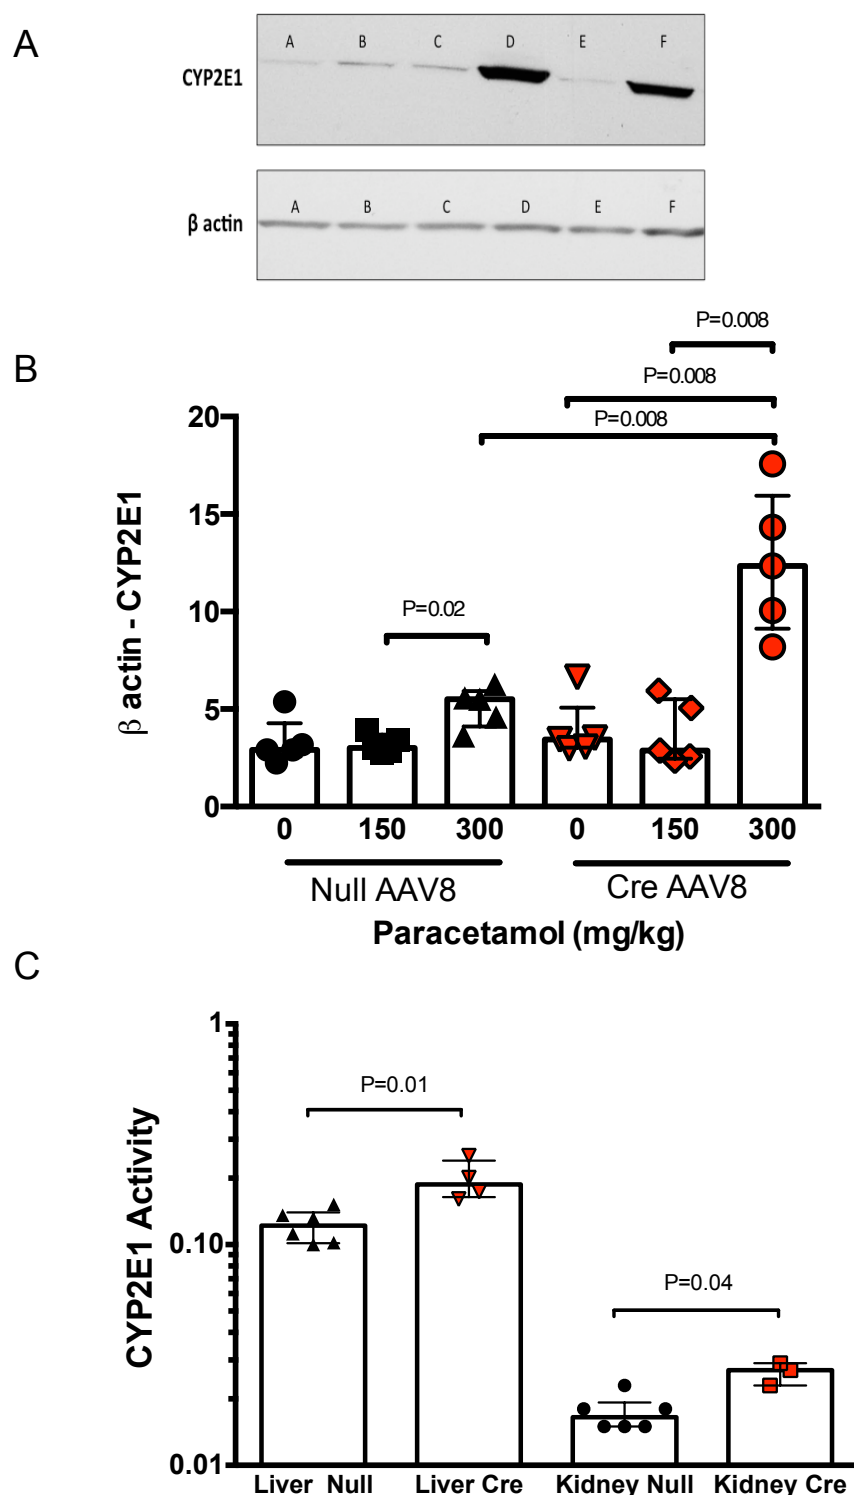 A
A B C D E F
CYP2E1
A B C D E F
β actin
B
P=0.008
P=0.008
P=0.008
P=0.02
β actin - CYP2E1
20
15
10
5
0
0 150 300 0 150 300
Null AAV8 Cre AAV8
Paracetamol (mg/kg)
C
P=0.01
P=0.04
CYP2E1 Activity
1
0.10
0.01
Liver Null Liver Cre Kidney Null Kidney Cre